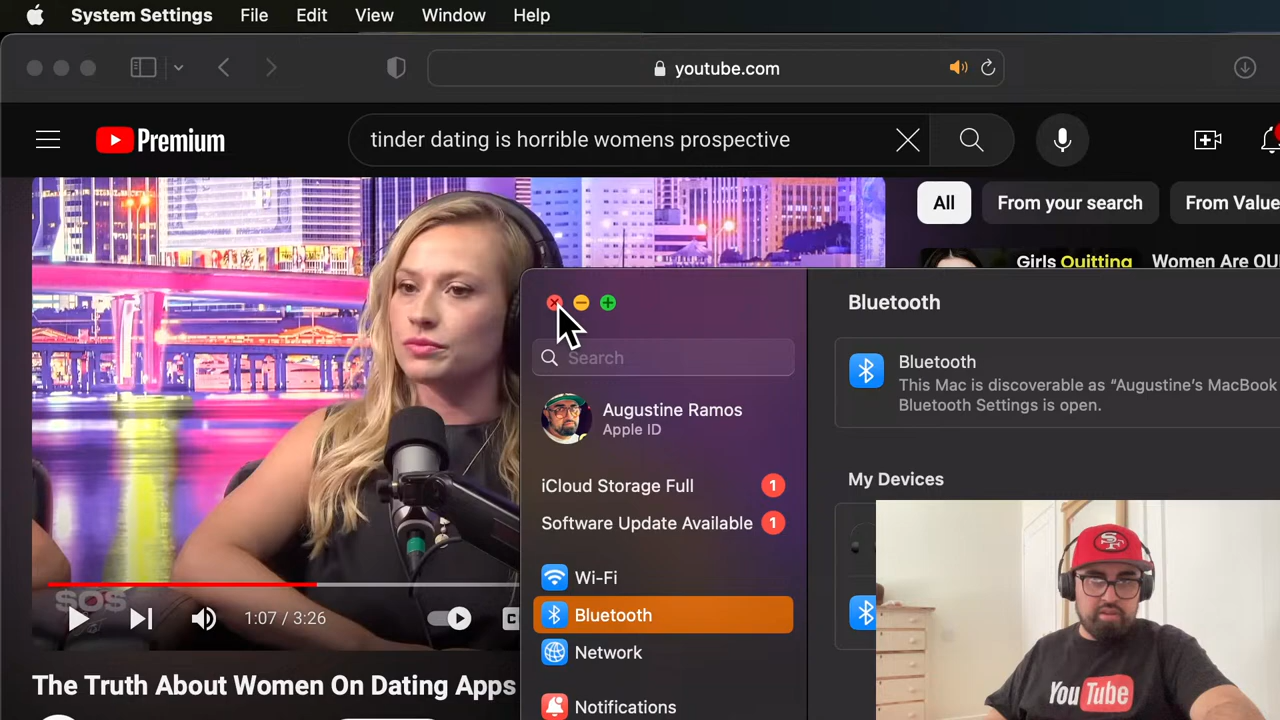 System Settings File Edit View Window Help
youtube.com
Premium
tinder dating is horrible womens prospective
All From your search From Value
Girls Quitting Women Are OU
Bluetooth
Search
Bluetooth
This Mac is discoverable as “Augustine’s MacBook
Bluetooth Settings is open.
Augustine Ramos
Apple ID
My Devices
iCloud Storage Full 1
Software Update Available 1
Wi-Fi
Bluetooth
Network
Notifications
SOS
1:07 / 3:26
The Truth About Women On Dating Apps
You Tube